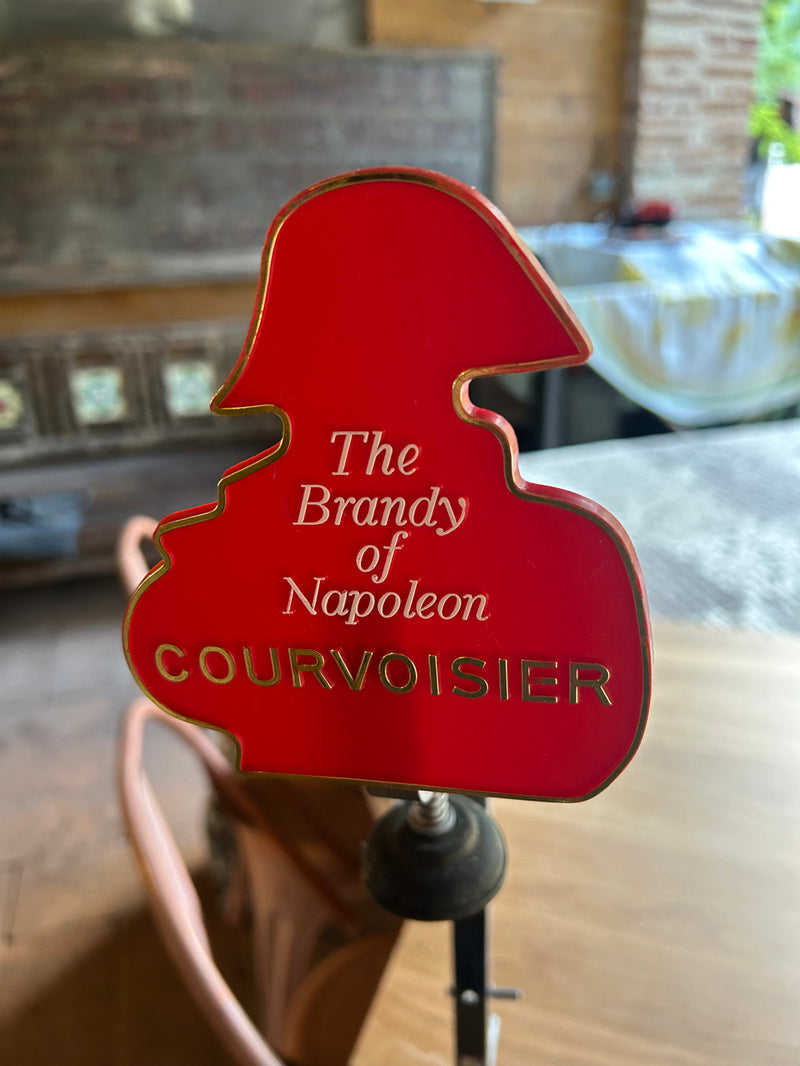 The
Brandy
of
Napoleon
COURVOISIER